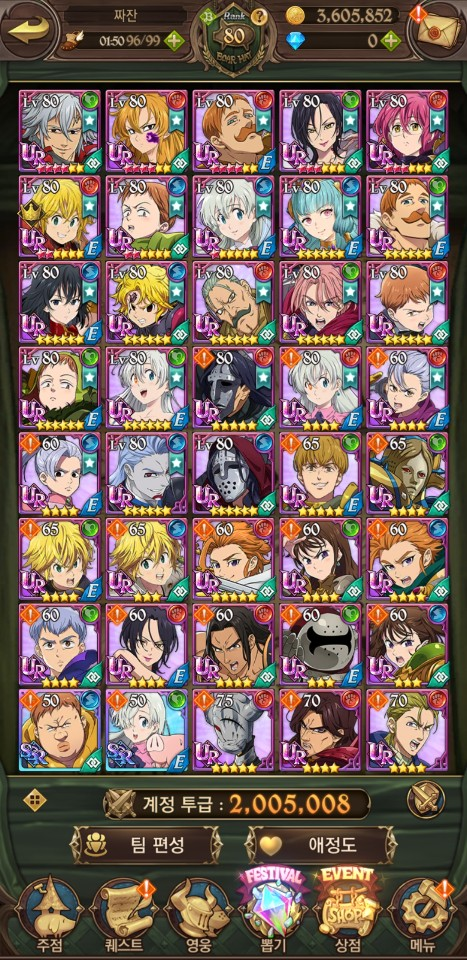 짜잔
01:50 96/99
Rank
80
BOAR HAT
3,605,852
0
Lv 80 Lv 80 Lv 80 Lv 80 Lv 80
UR UR UR E UR UR
Lv 80 Lv 80 Lv 80 Lv 80 Lv 80
UR E UR UR E UR E UR E
Lv 80 Lv 80 Lv 80 Lv 80 Lv 80
UR E UR UR UR UR
Lv 80 Lv 80 80 80 60
UR E UR E UR UR E UR E
60 Lv 80 Lv 80 65 65
UR E UR UR UR E UR
65 65 60 60 60
UR E UR UR UR UR
60 60 60 60 60
UR E UR E UR UR UR
50 50 75 70 70
SR SR E UR UR UR
계정 투급 : 2,005,008
팀 편성
애정도
FESTIVAL
EVENT
SHOP
주점
퀘스트
영웅
뽑기
상점
메뉴